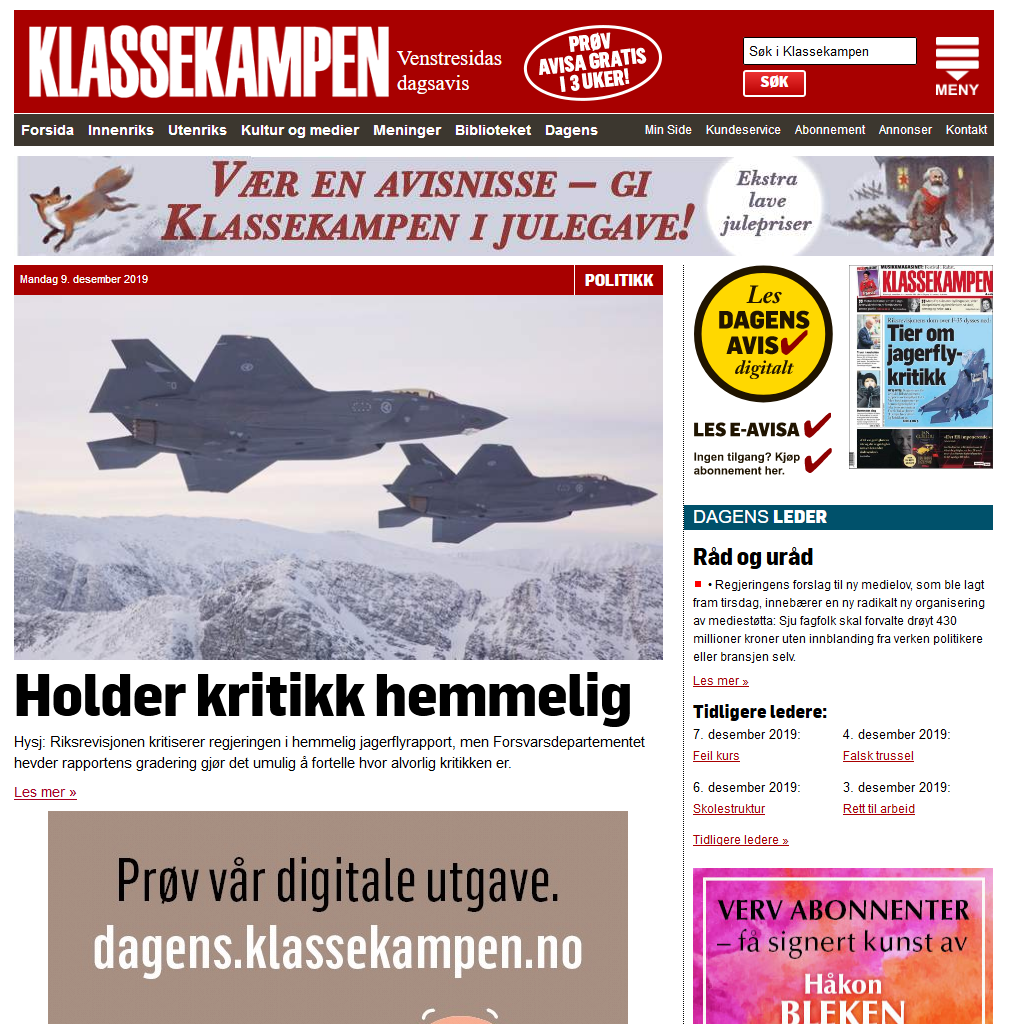 KLASSEKAMPEN
Venstresidas
dagsavis
PRØV
AVISA GRATIS
I 3 UKER!
Søk i Klassekampen
SØK
MENY
Forsida Innenriks Utenriks Kultur og medier Meninger Biblioteket Dagens
Min Side Kundeservice Abonnement Annonser Kontakt
VÆR EN AVISNISSE – GI
KLASSEKAMPEN I JULEGAVE!
Ekstra
lave
julepriser
Mandag 9. desember 2019
POLITIKK
Holder kritikk hemmelig
Hysj: Riksrevisjonen kritiserer regjeringen i hemmelig jagerflyrapport, men Forsvarsdepartementet
hevder rapportens gradering gjør det umulig å fortelle hvor alvorlig kritikken er.
Les mer »
Prøv vår digitale utgave.
dagens.klassekampen.no
Les
DAGENS
AVIS
digitalt
LES E-AVISA
Ingen tilgang? Kjøp
abonnement her.
KLASSEKAMPEN
Tier om
jagerfly-
kritikk
DAGENS LEDER
Råd og uråd
• Regjeringens forslag til ny medielov, som ble lagt
fram tirsdag, innebærer en ny radikalt ny organisering
av mediestøtta: Sju fagfolk skal forvalte drøyt 430
millioner kroner uten innblanding fra verken politikere
eller bransjen selv.
Les mer »
Tidligere ledere:
7. desember 2019:
Feil kurs
4. desember 2019:
Falsk trussel
6. desember 2019:
Skolestruktur
3. desember 2019:
Rett til arbeid
Tidligere ledere »
VERV ABONNENTER
– få signert kunst av
Håkon
BLEKEN